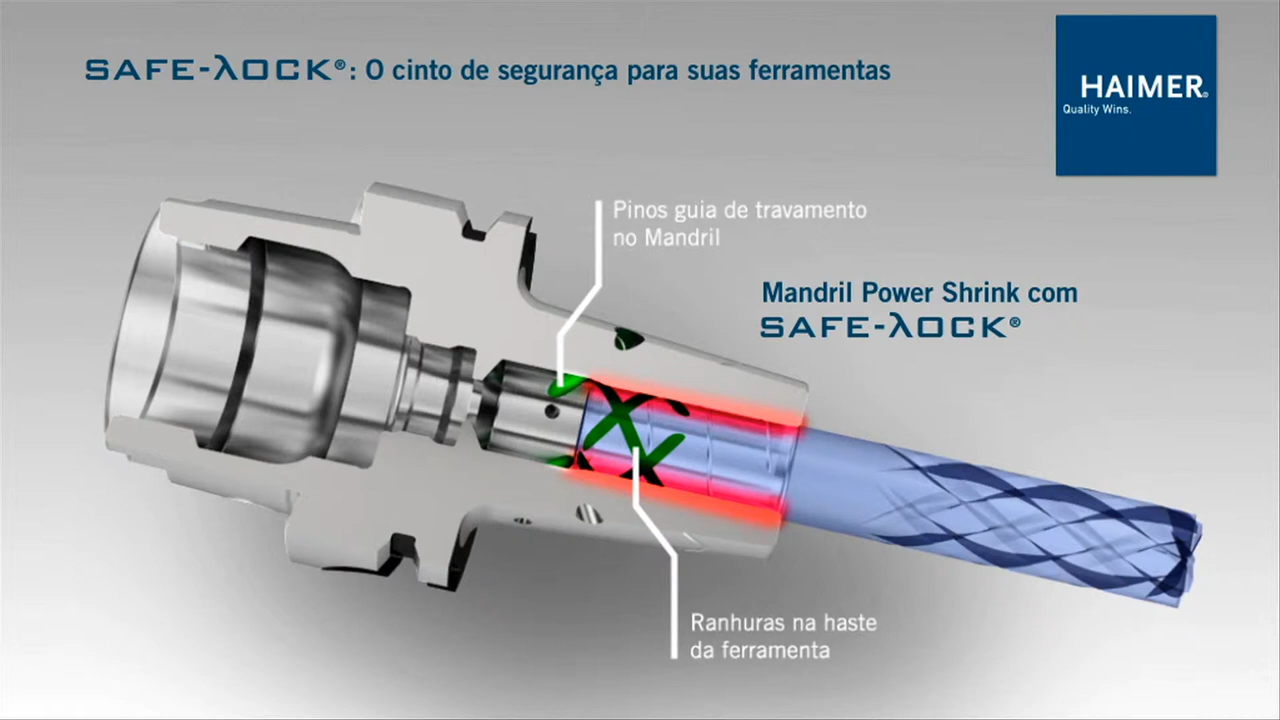 SAFE-λOCK®: O cinto de segurança para suas ferramentas
HAIMER®
Quality Wins.
Pinos guia de travamento
no Mandril
Mandril Power Shrink com
SAFE-λOCK®
Ranhuras na haste
da ferramenta